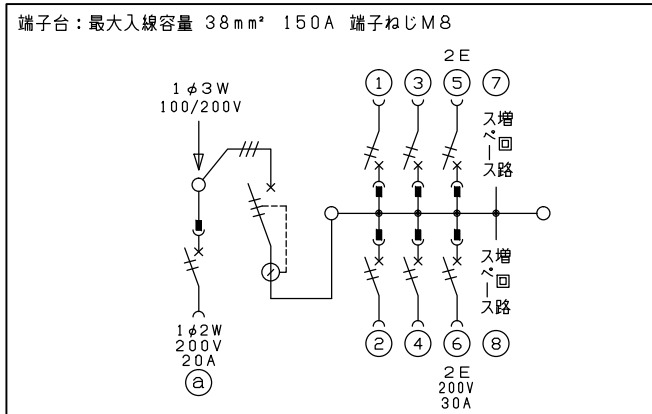 端子台：最大入線容量 38mm² 150A 端子ねじM8
1φ3W
100/200V
2E
① ③ ⑤ ⑦
増回路
スペース
増回路
スペース
② ④ ⑥ ⑧
1φ2W
200V
20A
ⓐ
2E
200V
30A